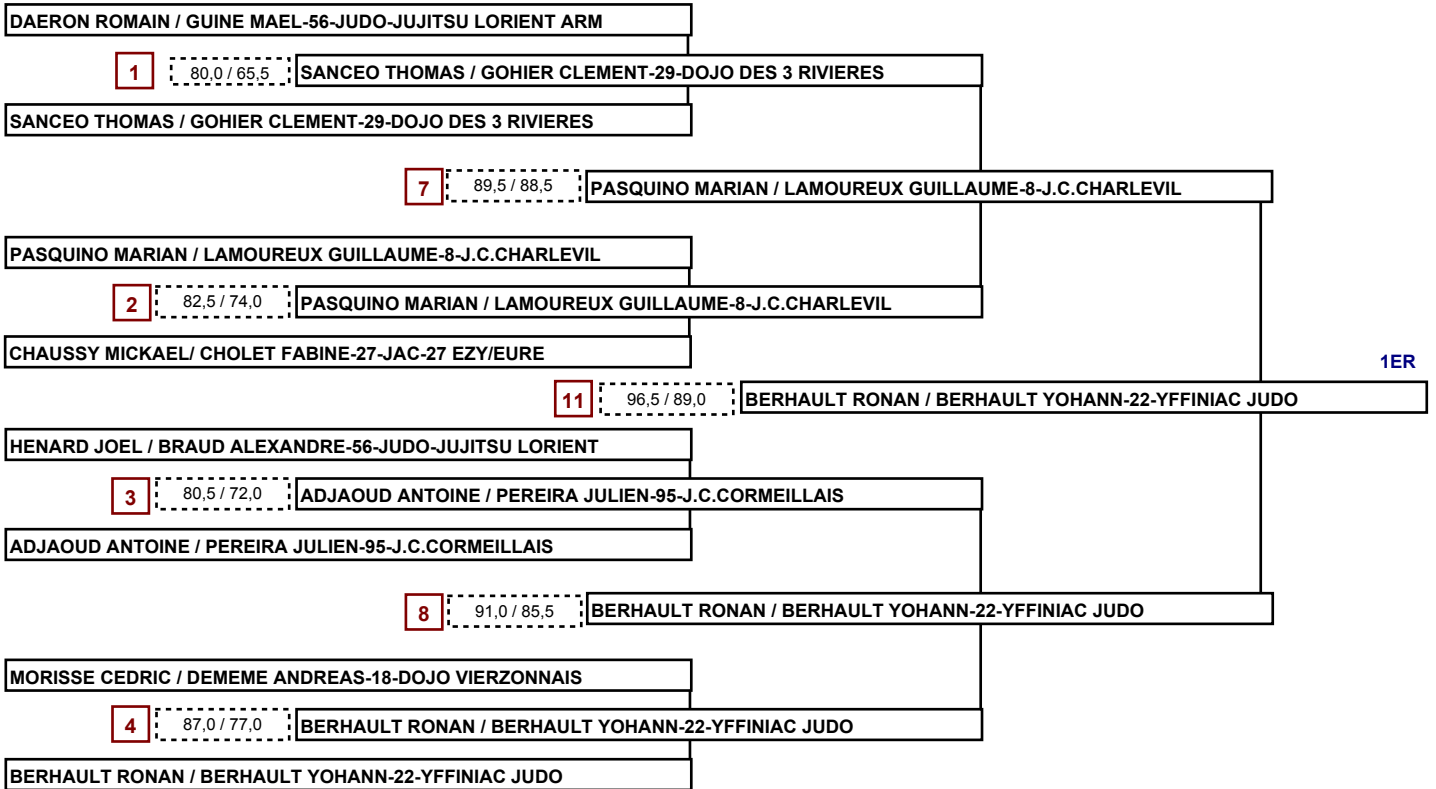 DAERON ROMAIN / GUINE MAEL-56-JUDO-JUJITSU LORIENT ARM
1 80,0 / 65,5 SANCEO THOMAS / GOHIER CLEMENT-29-DOJO DES 3 RIVIERES
SANCEO THOMAS / GOHIER CLEMENT-29-DOJO DES 3 RIVIERES
7 89,5 / 88,5 PASQUINO MARIAN / LAMOUREUX GUILLAUME-8-J.C.CHARLEVIL
PASQUINO MARIAN / LAMOUREUX GUILLAUME-8-J.C.CHARLEVIL
2 82,5 / 74,0 PASQUINO MARIAN / LAMOUREUX GUILLAUME-8-J.C.CHARLEVIL
CHAUSSY MICKAEL/ CHOLET FABINE-27-JAC-27 EZY/EURE
1ER
11 96,5 / 89,0 BERHAULT RONAN / BERHAULT YOHANN-22-YFFINIAC JUDO
HENARD JOEL / BRAUD ALEXANDRE-56-JUDO-JUJITSU LORIENT
3 80,5 / 72,0 ADJAOUD ANTOINE / PEREIRA JULIEN-95-J.C.CORMEILLAIS
ADJAOUD ANTOINE / PEREIRA JULIEN-95-J.C.CORMEILLAIS
8 91,0 / 85,5 BERHAULT RONAN / BERHAULT YOHANN-22-YFFINIAC JUDO
MORISSE CEDRIC / DEMEME ANDREAS-18-DOJO VIERZONNAIS
4 87,0 / 77,0 BERHAULT RONAN / BERHAULT YOHANN-22-YFFINIAC JUDO
BERHAULT RONAN / BERHAULT YOHANN-22-YFFINIAC JUDO